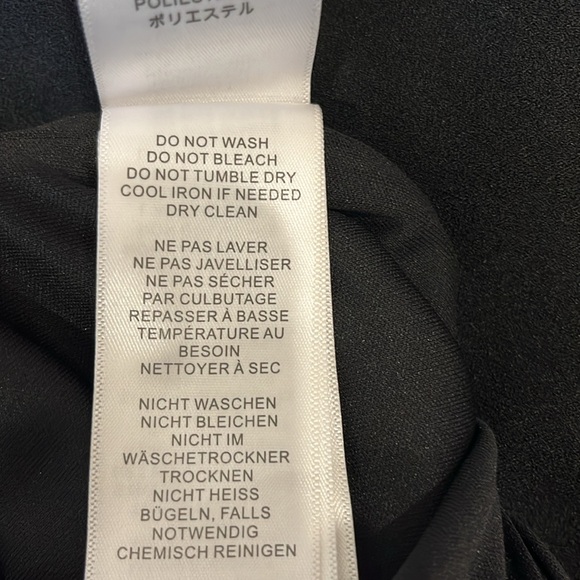 ポリエステル
DO NOT WASH
DO NOT BLEACH
DO NOT TUMBLE DRY
COOL IRON IF NEEDED
DRY CLEAN
NE PAS LAVER
NE PAS JAVELLISER
NE PAS SÉCHER
PAR CULBUTAGE
REPASSER À BASSE
TEMPÉRATURE AU
BESOIN
NETTOYER À SEC
NICHT WASCHEN
NICHT BLEICHEN
NICHT IM
WÄSCHETROCKNER
TROCKNEN
NICHT HEISS
BÜGELN, FALLS
NOTWENDIG
CHEMISCH REINIGEN